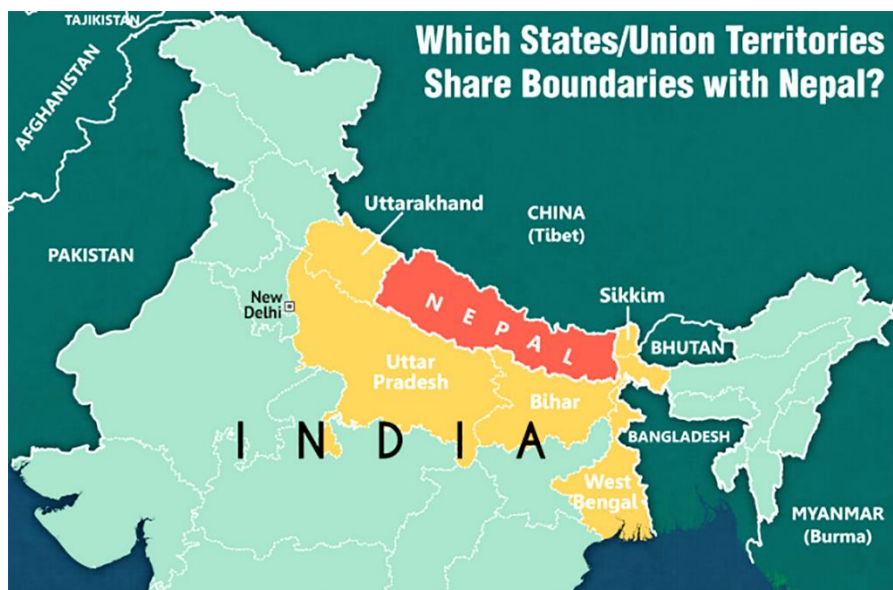 Which States/Union Territories
Share Boundaries with Nepal?
TAJIKISTAN
AFGHANISTAN
PAKISTAN
Uttarakhand
CHINA
(Tibet)
New
Delhi
NEPAL
Sikkim
BHUTAN
Uttar
Pradesh
Bihar
INDIA
BANGLADESH
West
Bengal
MYANMAR
(Burma)